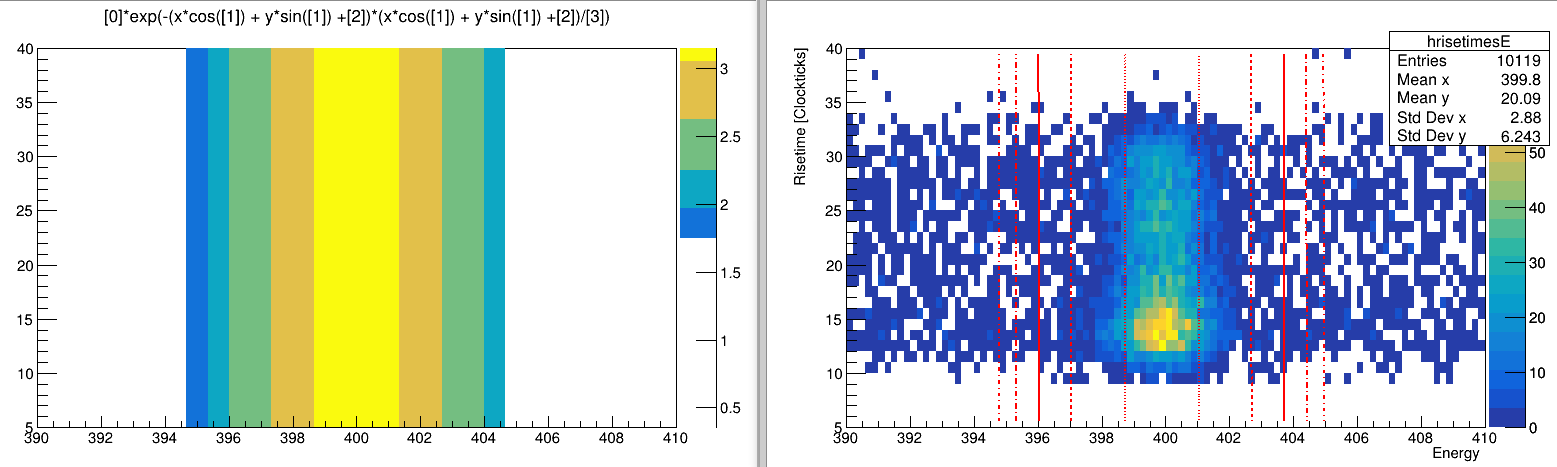 [0]*exp(-(x*cos([1]) + y*sin([1]) +[2])*(x*cos([1]) + y*sin([1]) +[2])/[3])
40
35
30
25
20
15
10
5
390 392 394 396 398 400 402 404 406 408 410
3
2.5
2
1.5
1
0.5
Risetime [Clockticks]
40
35
30
25
20
15
10
5
390 392 394 396 398 400 402 404 406 408 410
Energy
hrisetimesE
Entries 10119
Mean x 399.8
Mean y 20.09
Std Dev x 2.88
Std Dev y 6.243
50
40
30
20
10
0